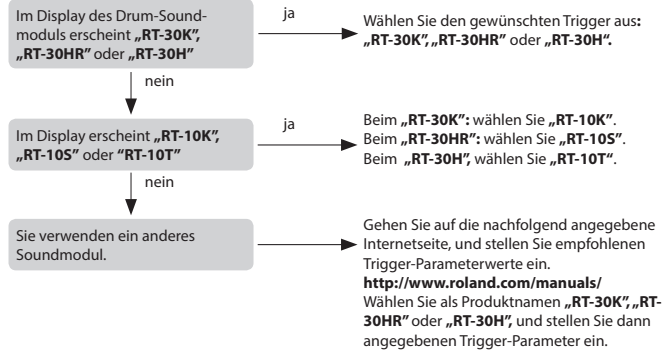 Im Display des Drum-Sound-
moduls erscheint „RT-30K”,
„RT-30HR” oder „RT-30H”
ja
Wählen Sie den gewünschten Trigger aus:
„RT-30K”, „RT-30HR” oder „RT-30H“.
nein
Im Display erscheint „RT-10K”,
„RT-10S” oder “RT-10T”
ja
Beim „RT-30K”: wählen Sie „RT-10K”.
Beim „RT-30HR”: wählen Sie „RT-10S”.
Beim „RT-30H”, wählen Sie „RT-10T“.
nein
Sie verwenden ein anderes
Soundmodul.
Gehen Sie auf die nachfolgend angegebene
Internetseite, und stellen Sie empfohlenen
Trigger-Parameterwerte ein.
http://www.roland.com/manuals/
Wählen Sie als Produktnamen „RT-30K”, „RT-
30HR” oder „RT-30H”, und stellen Sie dann
angegebenen Trigger-Parameter ein.